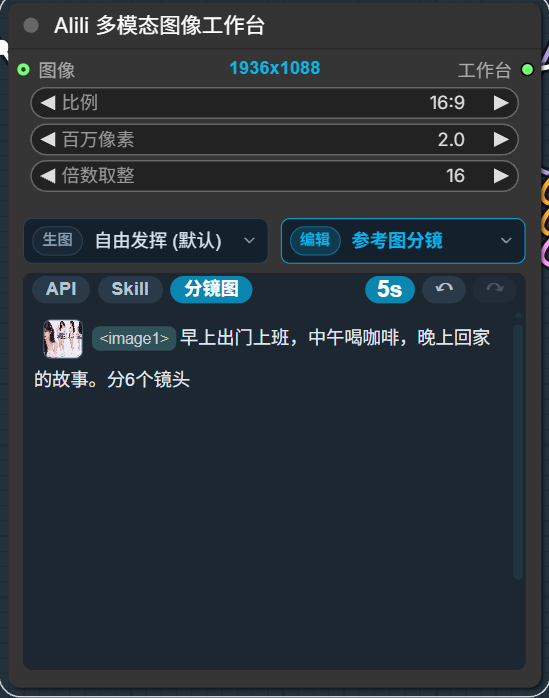 Alili 多模态图像工作台
图像 1936x1088 工作台
比例 16:9
百万像素 2.0
倍数取整 16
生图 自由发挥 (默认) 编辑 参考图分镜
API Skill 分镜图 5s
<image1> 早上出门上班，中午喝咖啡，晚上回家
的故事。分6个镜头